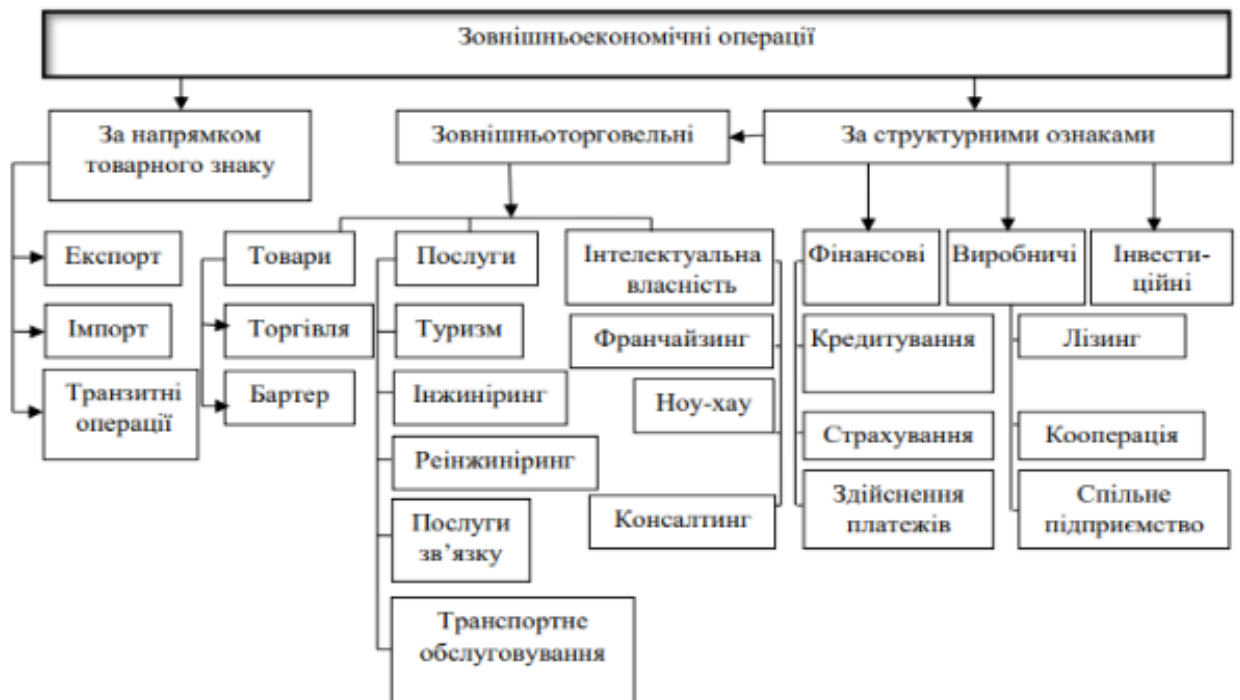 Зовнішньоекономічні операції
За напрямком
товарного знаку
Зовнішньоторговельні
За структурними ознаками
Експорт
Імпорт
Транзитні
операції
Товари
Торгівля
Бартер
Послуги
Туризм
Інжиніринг
Реінжиніринг
Послуги
зв’язку
Транспортне
обслуговування
Інтелектуальна
власність
Франчайзинг
Ноу-хау
Консалтинг
Фінансові
Кредитування
Страхування
Здійснення
платежів
Виробничі
Лізинг
Кооперація
Спільне
підприємство
Інвести-
ційні